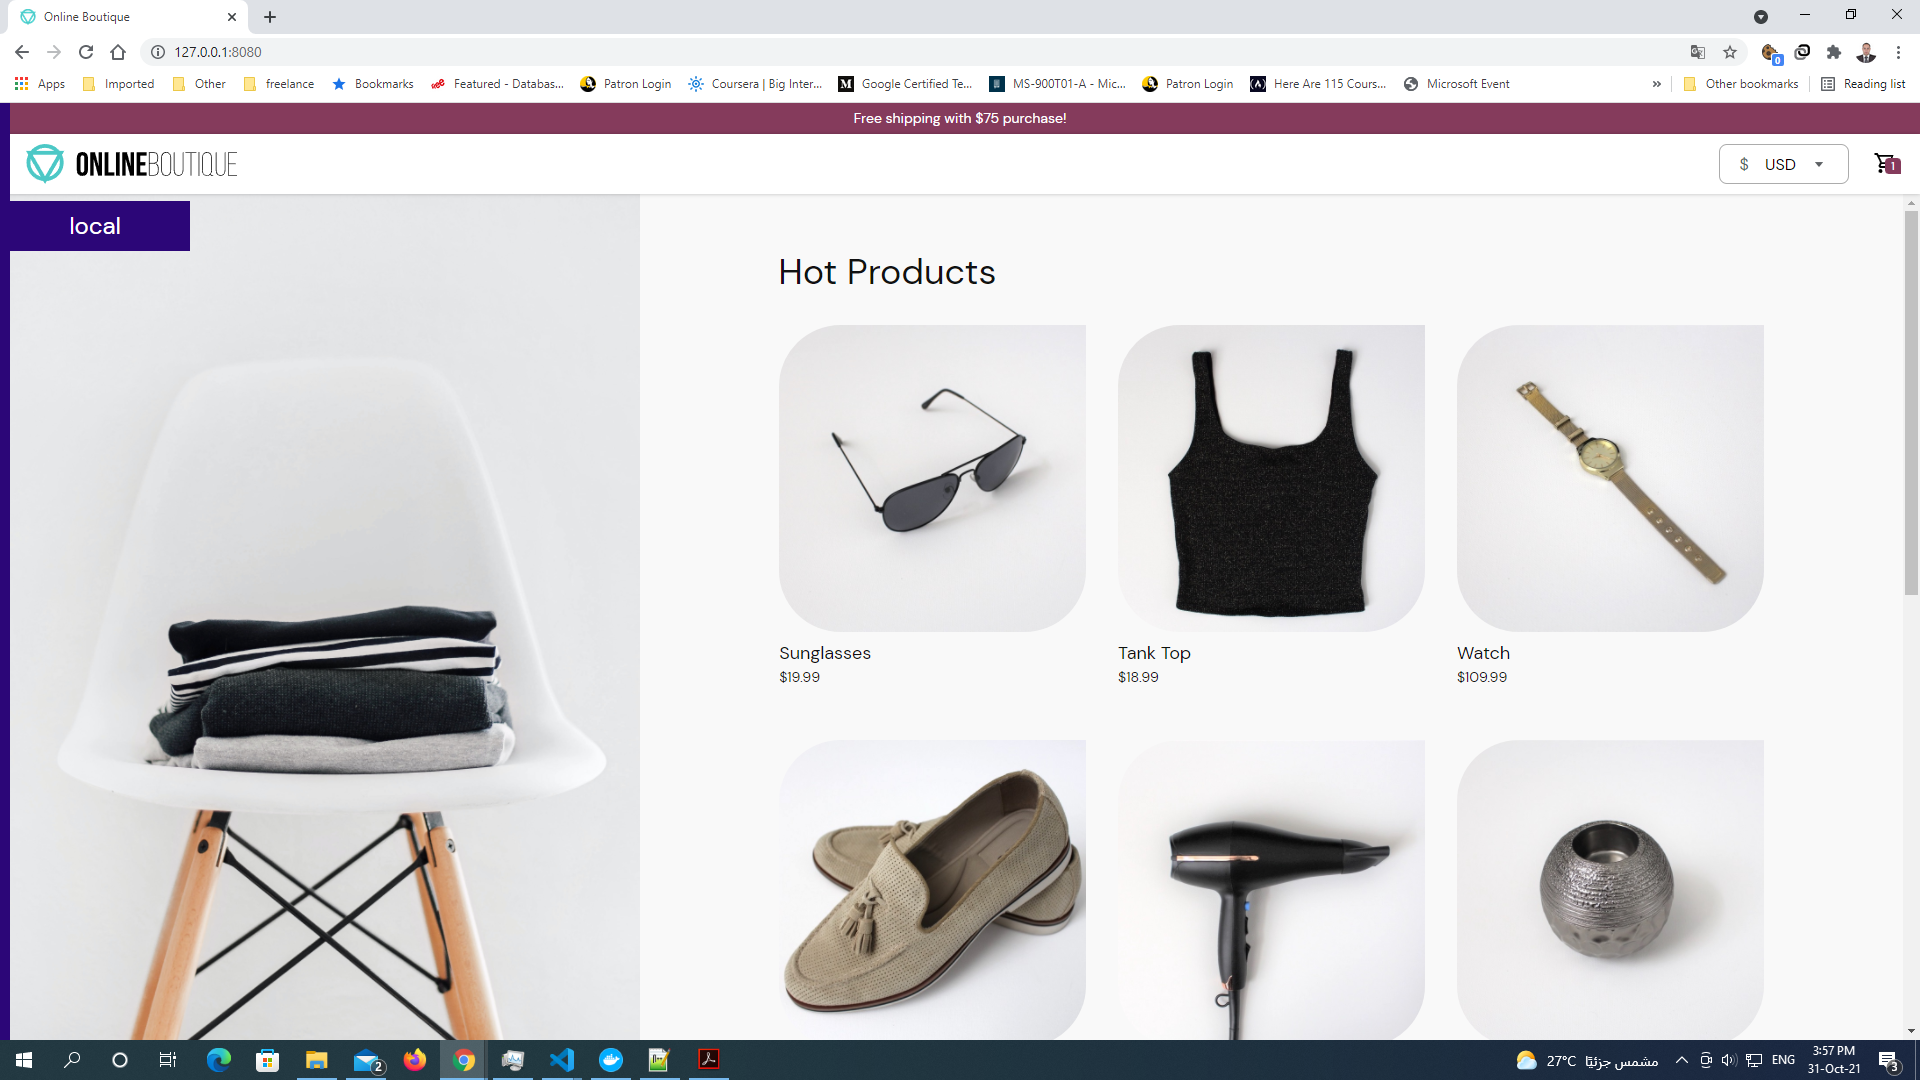 Online Boutique
127.0.0.1:8080
Apps
Imported
Other
freelance
Bookmarks
Featured - Databas...
Patron Login
Coursera | Big Inter...
Google Certified Te...
MS-900T01-A - Mic...
Patron Login
Here Are 115 Cours...
Microsoft Event
»
Other bookmarks
Reading list
Free shipping with $75 purchase!
ONLINEBOUTIQUE
$ USD
1
local
Hot Products
Sunglasses
$19.99
Tank Top
$18.99
Watch
$109.99
2
27°C مشمس جزئيًا
ENG
3:57 PM
31-Oct-21
3